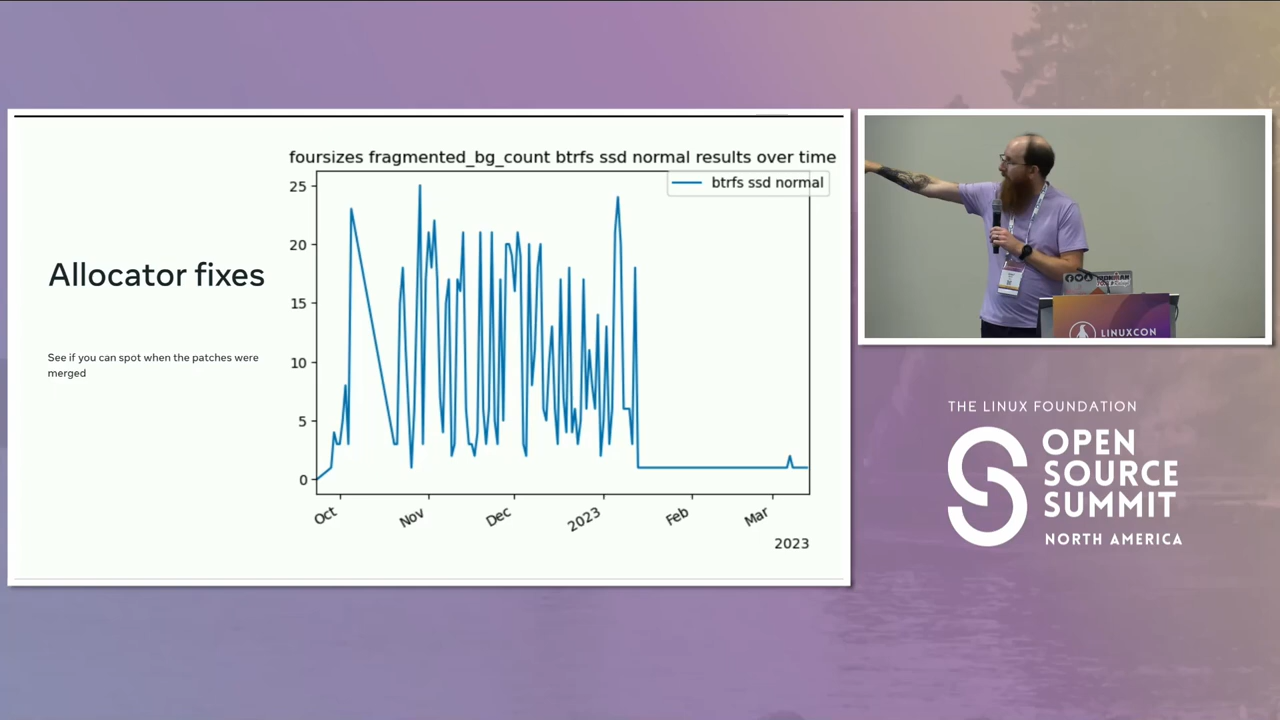 Allocator fixes
See if you can spot when the patches were
merged
foursizes fragmented_bg_count btrfs ssd normal results over time
btrfs ssd normal
25
20
15
10
5
0
Oct
Nov
Dec
2023
Feb
Mar
2023
LINUXCON
THE LINUX FOUNDATION
OPEN
SOURCE
SUMMIT
NORTH AMERICA